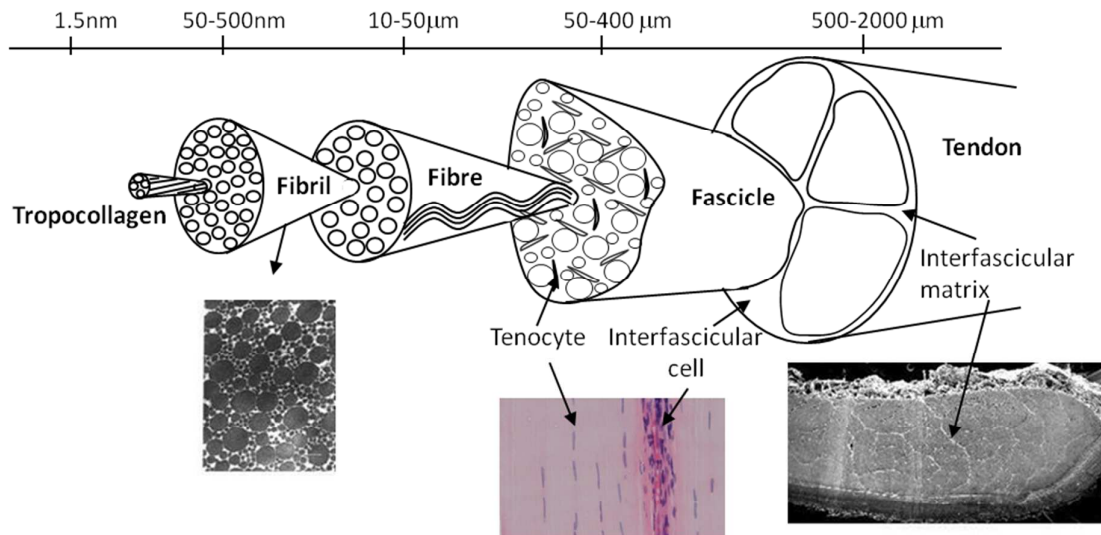 1.5nm 50-500nm 10-50μm 50-400 μm 500-2000 μm
Tropocollagen
Fibril
Fibre
Fascicle
Tendon
Tenocyte
Interfascicular
cell
Interfascicular
matrix